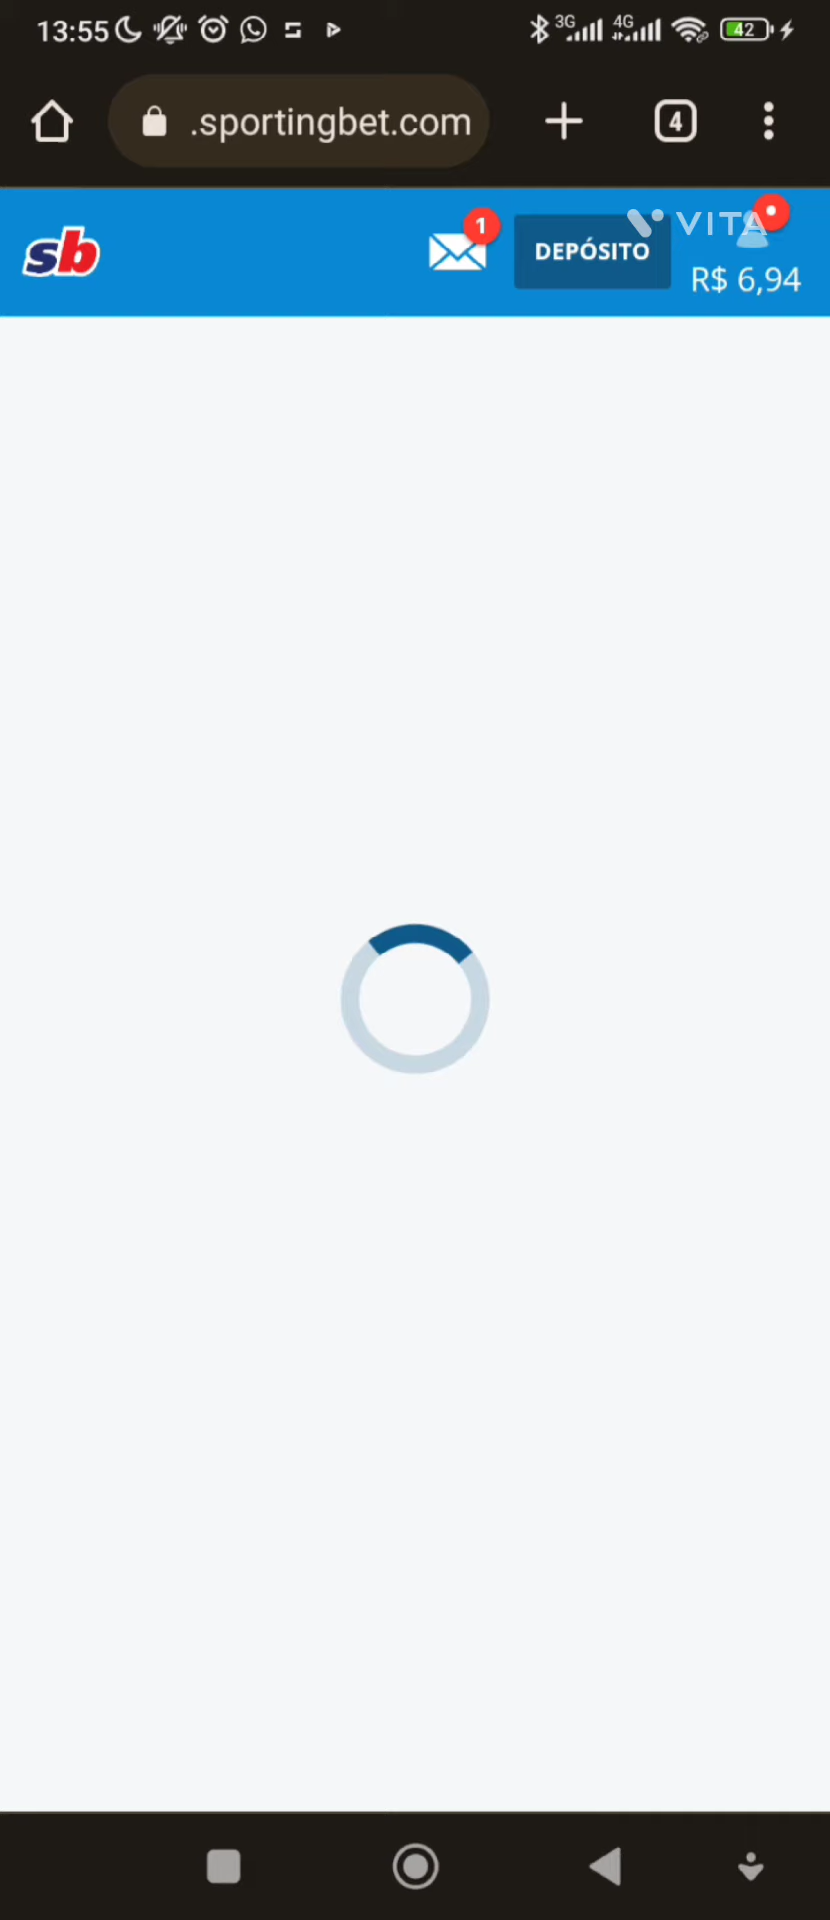 13:55
3G 4G 42
.sportingbet.com
4
sb
1
DEPÓSITO
VITA
R$ 6,94